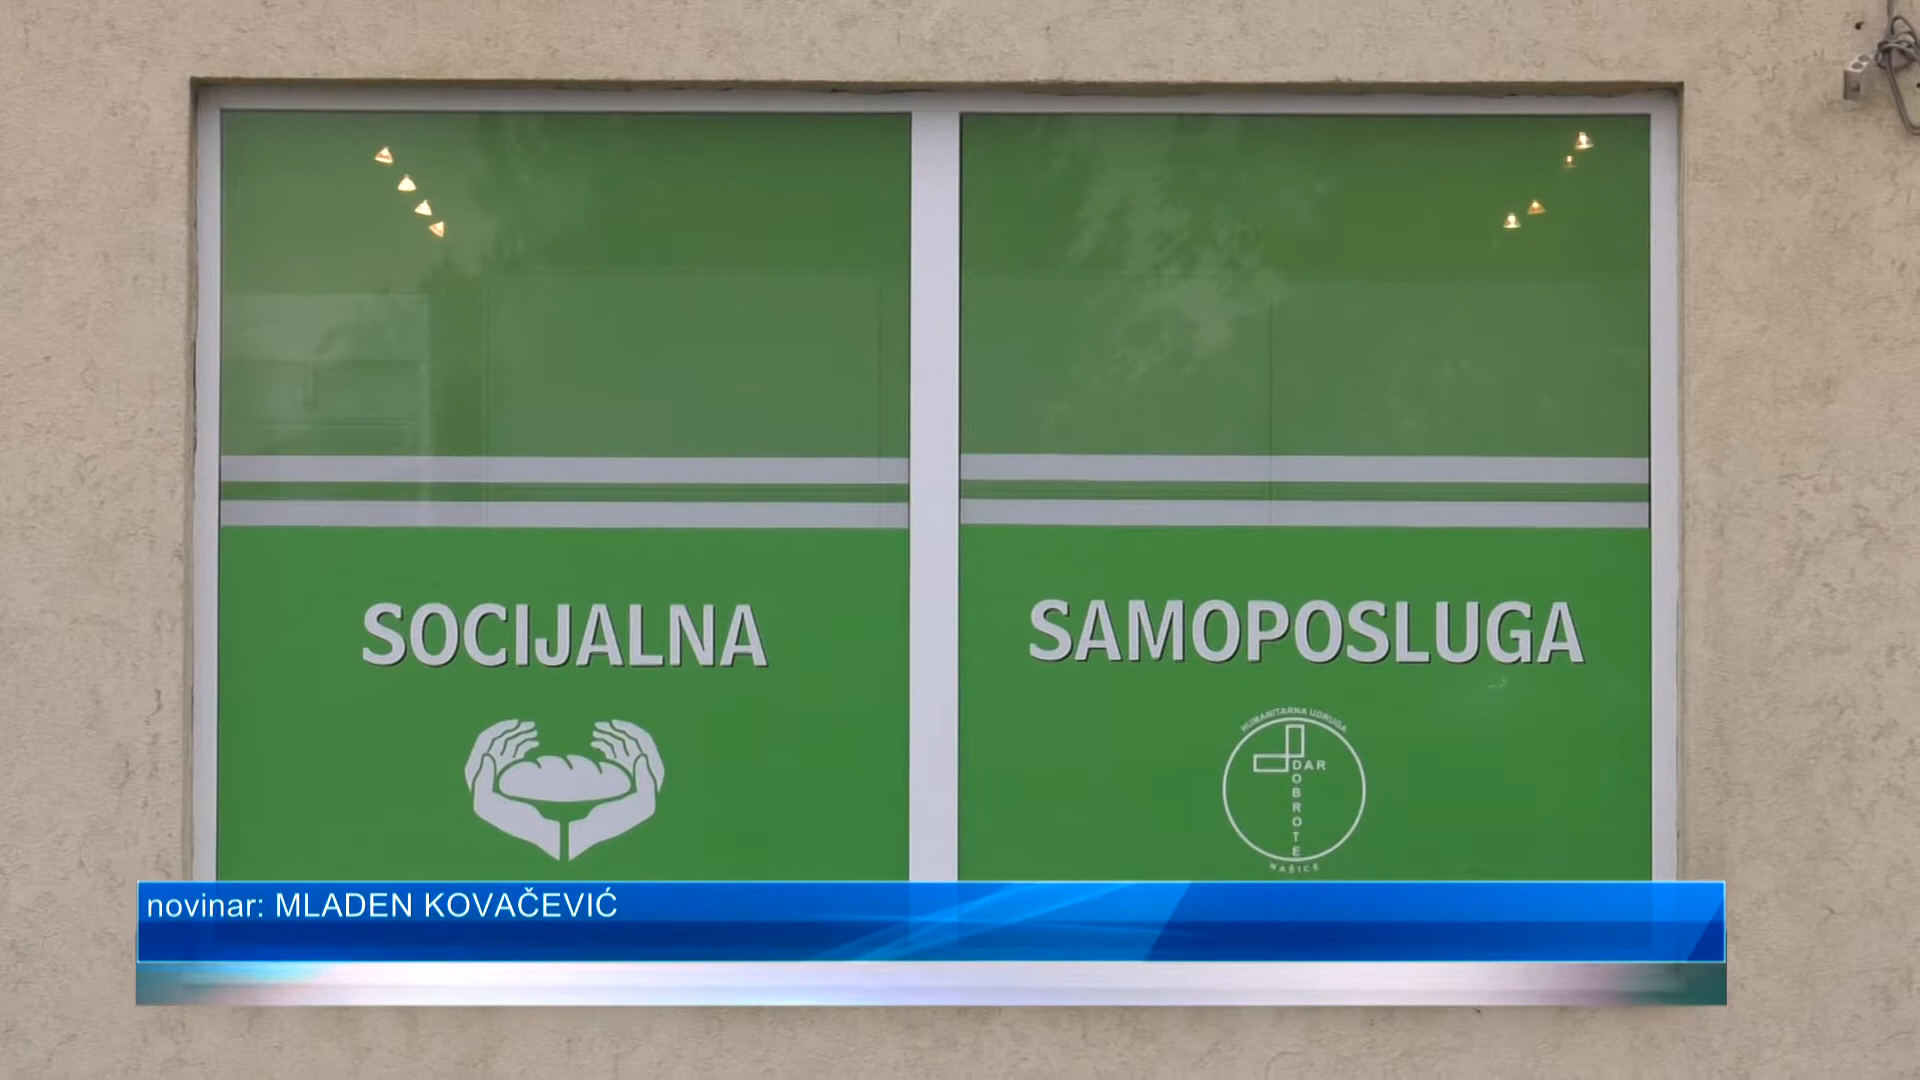 SOCIJALNA
SAMOPOSLUGA
HUMANITARNA UDRUGA
DAR
DOBROTE
NAŠICE
novinar: MLADEN KOVAČEVIĆ